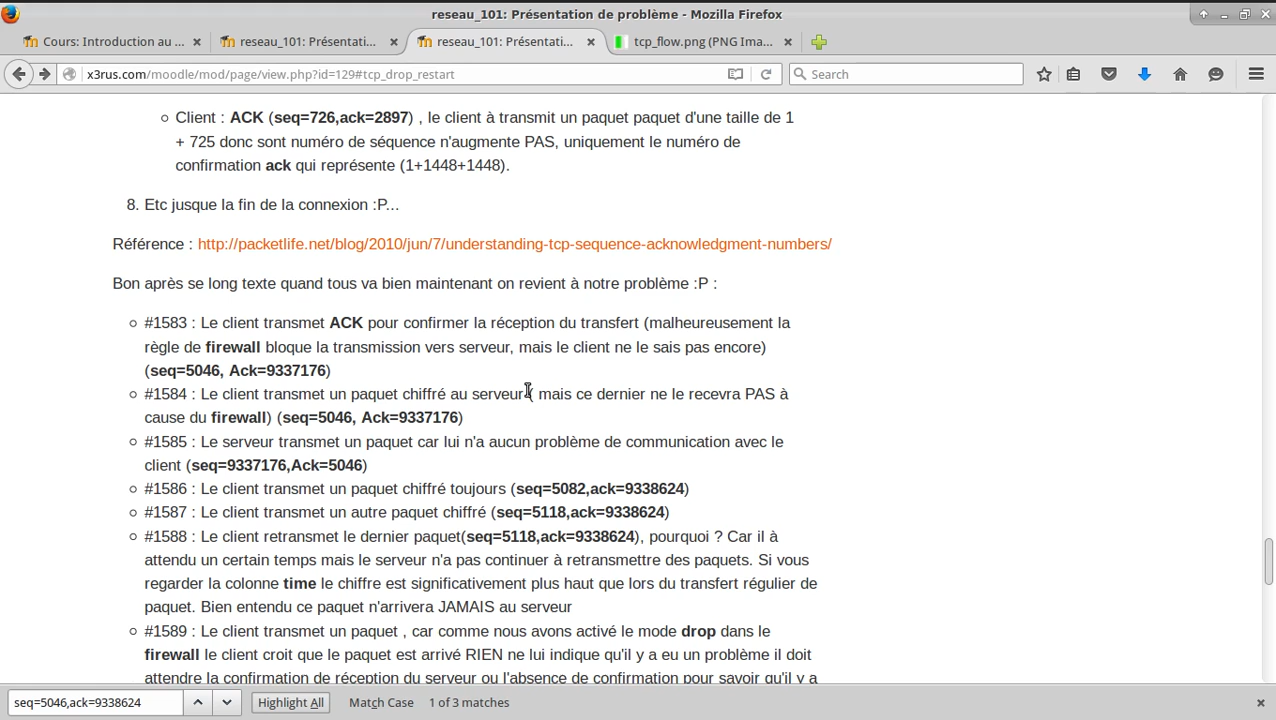 reseau_101: Présentation de problème - Mozilla Firefox
Cours: Introduction au ...
reseau_101: Présentati...
reseau_101: Présentati...
tcp_flow.png (PNG Ima...
x3rus.com/moodle/mod/page/view.php?id=129#tcp_drop_restart
Search
Client : ACK (seq=726,ack=2897) , le client à transmit un paquet paquet d'une taille de 1
+ 725 donc sont numéro de séquence n'augmente PAS, uniquement le numéro de
confirmation ack qui représente (1+1448+1448).
8. Etc jusque la fin de la connexion :P...
Référence : http://packetlife.net/blog/2010/jun/7/understanding-tcp-sequence-acknowledgment-numbers/
Bon après se long texte quand tous va bien maintenant on revient à notre problème :P :
#1583 : Le client transmet ACK pour confirmer la réception du transfert (malheureusement la
règle de firewall bloque la transmission vers serveur, mais le client ne le sais pas encore)
(seq=5046, Ack=9337176)
#1584 : Le client transmet un paquet chiffré au serveur ( mais ce dernier ne le recevra PAS à
cause du firewall) (seq=5046, Ack=9337176)
#1585 : Le serveur transmet un paquet car lui n'a aucun problème de communication avec le
client (seq=9337176,Ack=5046)
#1586 : Le client transmet un paquet chiffré toujours (seq=5082,ack=9338624)
#1587 : Le client transmet un autre paquet chiffré (seq=5118,ack=9338624)
#1588 : Le client retransmet le dernier paquet(seq=5118,ack=9338624), pourquoi ? Car il à
attendu un certain temps mais le serveur n'a pas continuer à retransmettre des paquets. Si vous
regarder la colonne time le chiffre est significativement plus haut que lors du transfert régulier de
paquet. Bien entendu ce paquet n'arrivera JAMAIS au serveur
#1589 : Le client transmet un paquet , car comme nous avons activé le mode drop dans le
firewall le client croit que le paquet est arrivé RIEN ne lui indique qu'il y a eu un problème il doit
attendre la confirmation de réception du serveur ou l'absence de confirmation pour savoir qu'il y a
seq=5046,ack=9338624
Highlight All
Match Case
1 of 3 matches